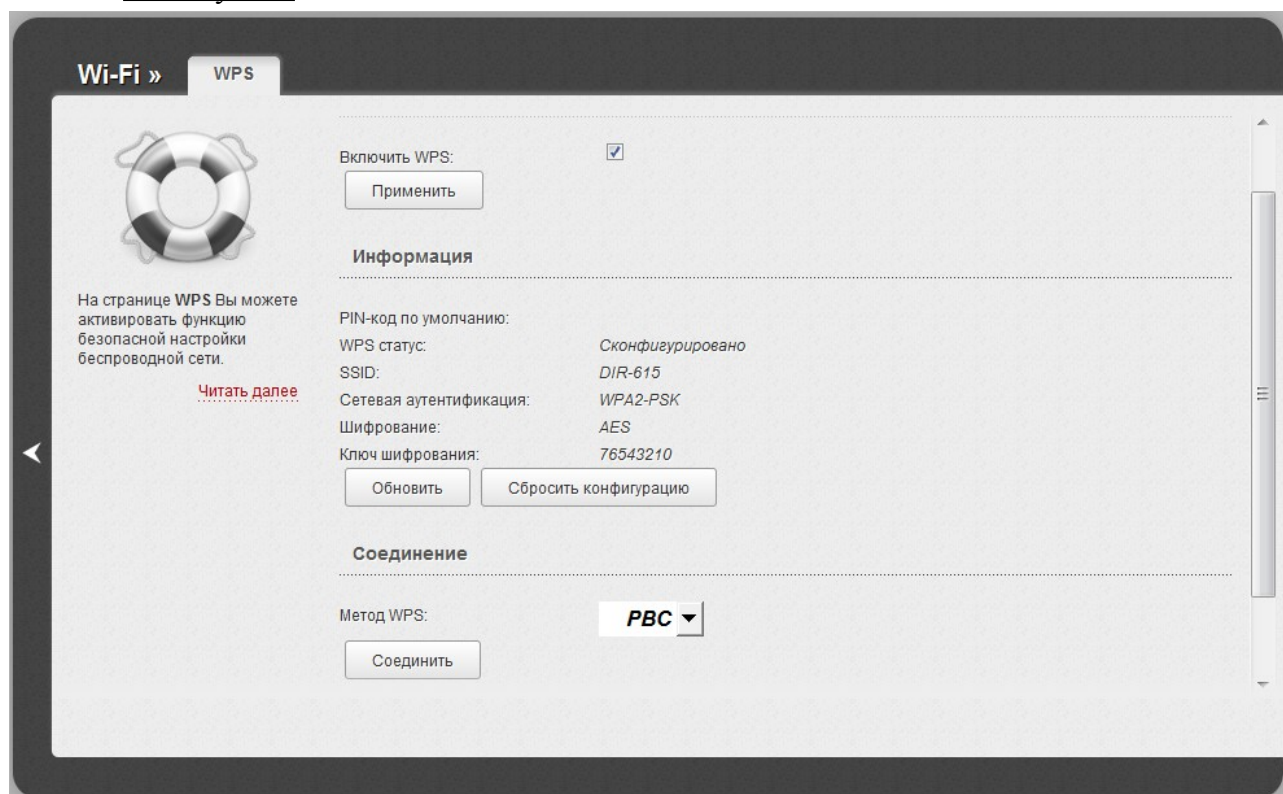 Wi-Fi »
WPS
Включить WPS:
Применить
Информация
На странице WPS Вы можете
активировать функцию
безопасной настройки
беспроводной сети.
Читать далее
PIN-код по умолчанию:
WPS статус: Сконфигурировано
SSID: DIR-615
Сетевая аутентификация: WPA2-PSK
Шифрование: AES
Ключ шифрования: 76543210
Обновить Сбросить конфигурацию
Соединение
Метод WPS: PBC
Соединить